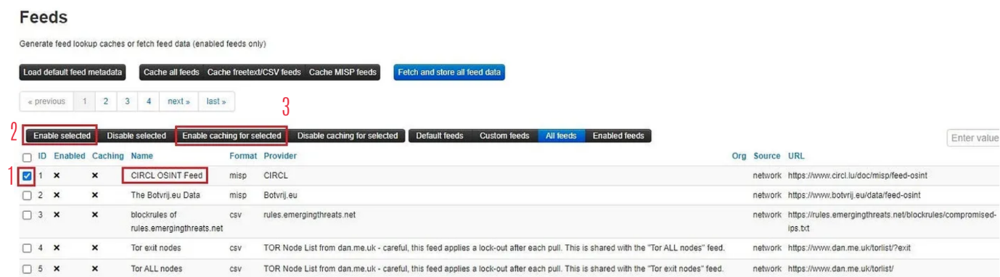 Feeds
Generate feed lookup caches or fetch feed data (enabled feeds only)
Load default feed metadata Cache all feeds Cache freetext/CSV feeds Cache MISP feeds Fetch and store all feed data
« previous 1 2 3 4 next » last »
3
2 Enable selected Disable selected Enable caching for selected Disable caching for selected Default feeds Custom feeds All feeds Enabled feeds Enter value
ID Enabled Caching Name Format Provider Org Source URL
1 1 ✕ ✕ CIRCL OSINT Feed misp CIRCL network https://www.circl.lu/doc/misp/feed-osint
2 ✕ ✕ The Botvrij.eu Data misp Botvrij.eu network https://www.botvrij.eu/data/feed-osint
3 ✕ ✕ blockrules of csv rules.emergingthreats.net network https://rules.emergingthreats.net/blockrules/compromised-
rules.emergingthreats.net ips.txt
4 ✕ ✕ Tor exit nodes csv TOR Node List from dan.me.uk - careful, this feed applies a lock-out after each pull. This is shared with the "Tor ALL nodes" feed. network https://www.dan.me.uk/torlist/?exit
5 ✕ ✕ Tor ALL nodes csv TOR Node List from dan.me.uk - careful, this feed applies a lock-out after each pull. This is shared with the "Tor exit nodes" feed. network https://www.dan.me.uk/torlist/